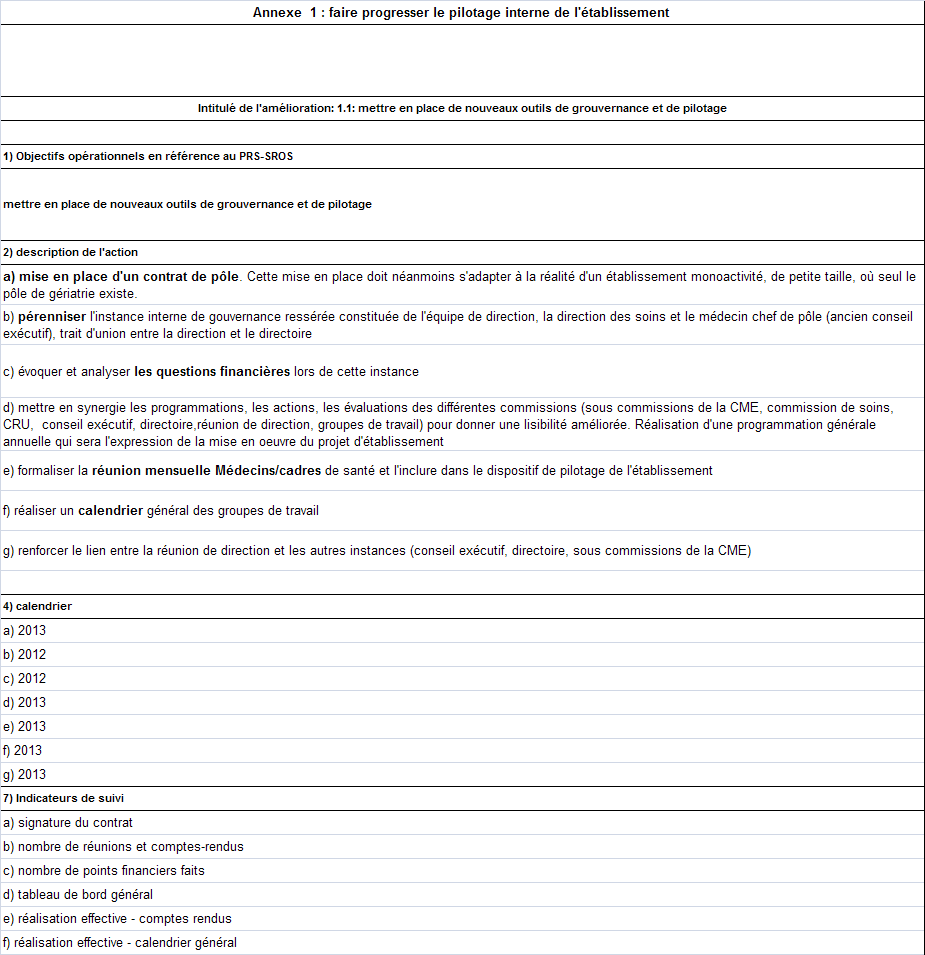 Annexe  1 : faire progresser le pilotage interne de l'établissement
Intitulé de l'amélioration: 1.1: mettre en place de nouveaux outils de grouvernance et de pilotage
1) Objectifs opérationnels en référence au PRS-SROS
mettre en place de nouveaux outils de grouvernance et de pilotage
2) description de l'action
a) mise en place d'un contrat de pôle. Cette mise en place doit néanmoins s'adapter à la réalité d'un établissement monoactivité, de petite taille, où seul le
pôle de gériatrie existe.
b) pérenniser l'instance interne de gouvernance ressérée constituée de l'équipe de direction, la direction des soins et le médecin chef de pôle (ancien conseil
exécutif), trait d'union entre la direction et le directoire
c) évoquer et analyser les questions financières lors de cette instance
d) mettre en synergie les programmations, les actions, les évaluations des différentes commissions (sous commissions de la CME, commission de soins,
CRU,  conseil exécutif, directoire,réunion de direction, groupes de travail) pour donner une lisibilité améliorée. Réalisation d'une programmation générale
annuelle qui sera l'expression de la mise en oeuvre du projet d'établissement
e) formaliser la réunion mensuelle Médecins/cadres de santé et l'inclure dans le dispositif de pilotage de l'établissement
f) réaliser un calendrier général des groupes de travail
g) renforcer le lien entre la réunion de direction et les autres instances (conseil exécutif, directoire, sous commissions de la CME)
4) calendrier
a) 2013
b) 2012
c) 2012
d) 2013
e) 2013
f) 2013
g) 2013
7) Indicateurs de suivi
a) signature du contrat
b) nombre de réunions et comptes-rendus
c) nombre de points financiers faits
d) tableau de bord général
e) réalisation effective - comptes rendus
f) réalisation effective - calendrier général